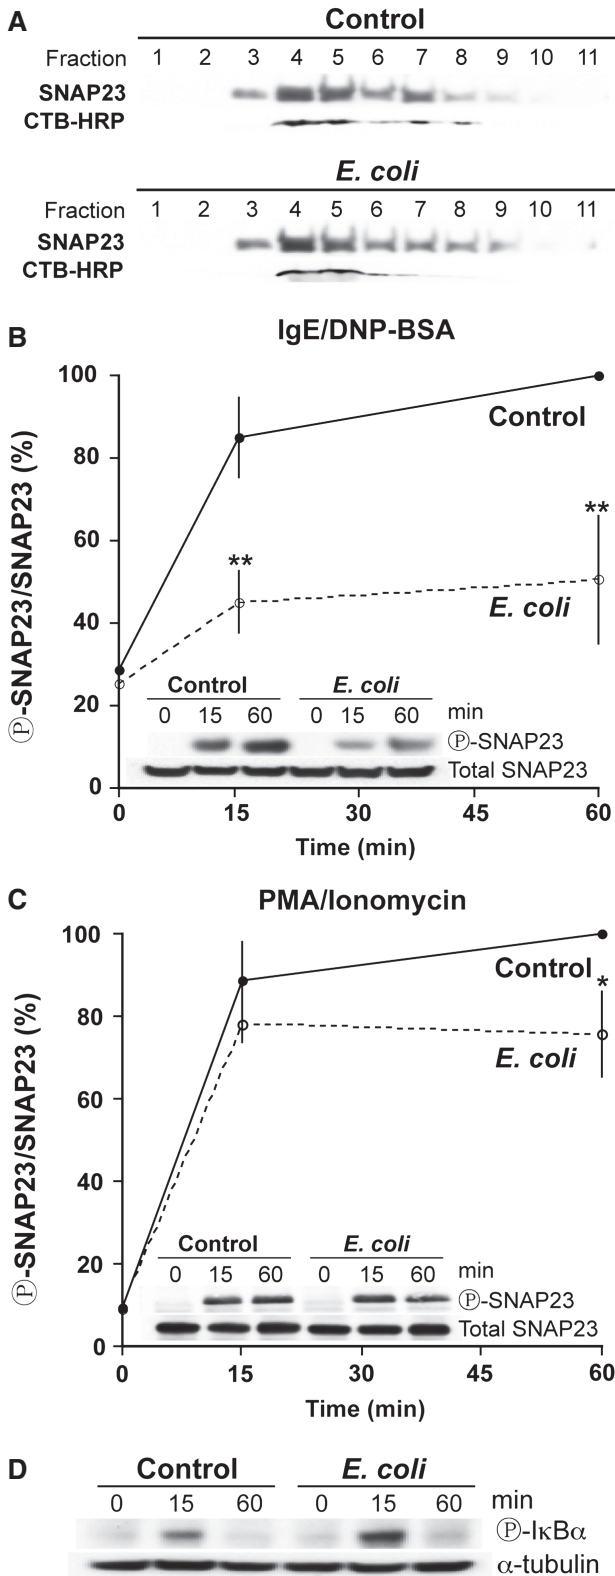 A
Control
Fraction 1 2 3 4 5 6 7 8 9 10 11
SNAP23
CTB-HRP
E. coli
Fraction 1 2 3 4 5 6 7 8 9 10 11
SNAP23
CTB-HRP
B
IgE/DNP-BSA
Ⓟ-SNAP23/SNAP23 (%)
100
80
60
40
20
0
Control
**
**
E. coli
Control E. coli
0 15 60 0 15 60 min
Ⓟ-SNAP23
Total SNAP23
0 15 30 45 60
Time (min)
C
PMA/Ionomycin
Ⓟ-SNAP23/SNAP23 (%)
100
80
60
40
20
0
Control
*
E. coli
Control E. coli
0 15 60 0 15 60 min
Ⓟ-SNAP23
Total SNAP23
0 15 30 45 60
Time (min)
D
Control E. coli
0 15 60 0 15 60 min
Ⓟ-IκBα
α-tubulin